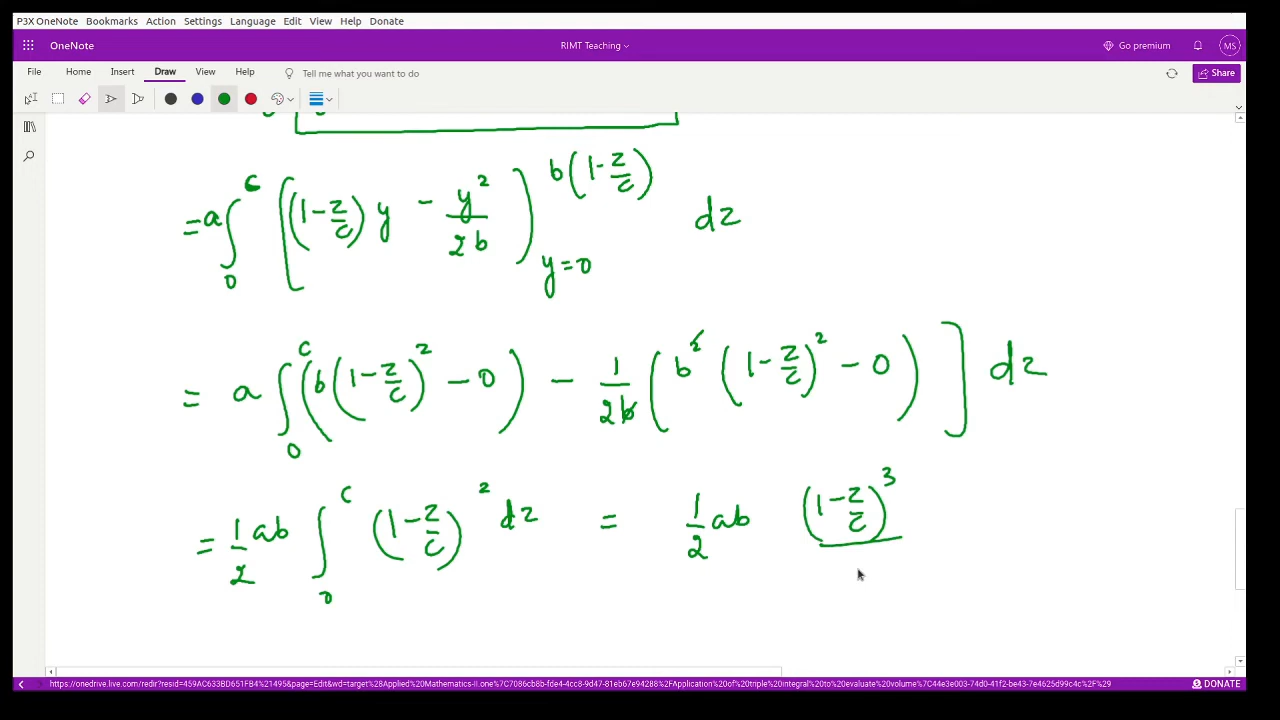 P3X OneNote Bookmarks Action Settings Language Edit View Help Donate
OneNote RIMT Teaching Go premium MS
File Home Insert Draw View Help Tell me what you want to do Share
= a ∫₀^c [(1-z/c) y - y²/2b]_{y=0}^{b(1-z/c)} dz
= a ∫₀^c (b(1-z/c)² - 0) - 1/2b (b² (1-z/c)² - 0)] dz
= 1/2 ab ∫₀^c (1-z/c)² dz = 1/2 ab (1-z/c)³
DONATE